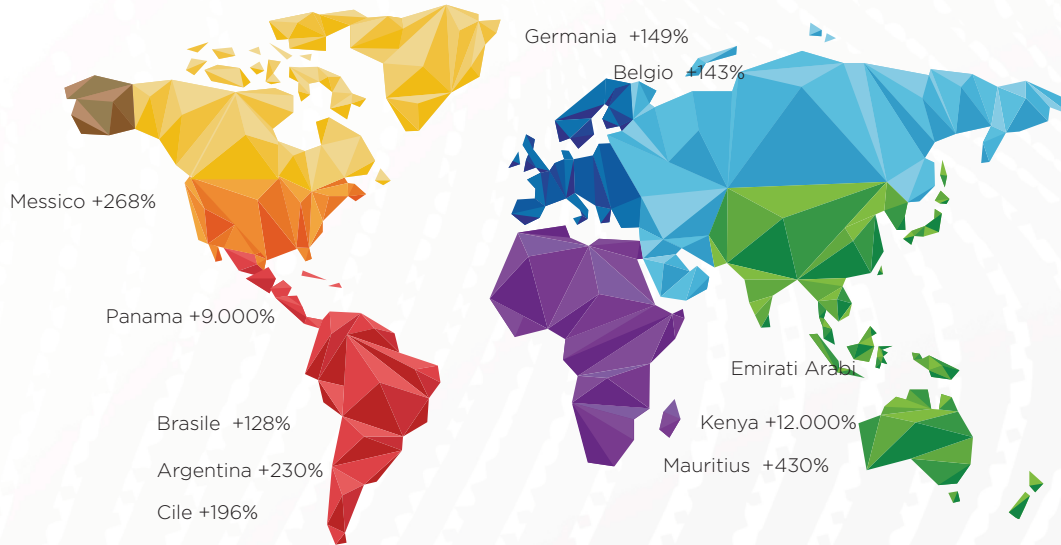 Germania +149%
Belgio +143%
Messico +268%
Panama +9.000%
Emirati Arabi
Brasile +128%
Kenya +12.000%
Argentina +230%
Mauritius +430%
Cile +196%